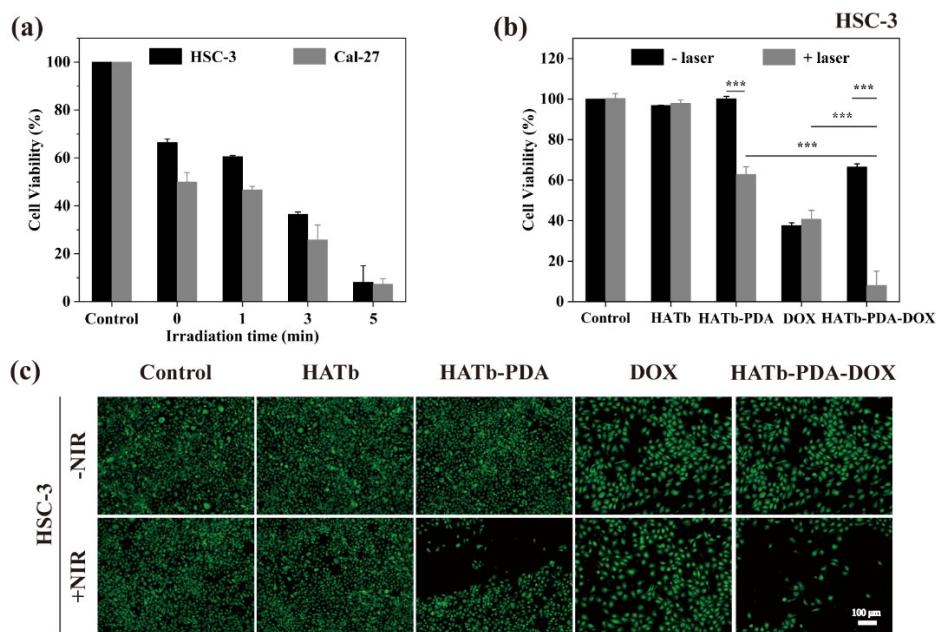 (a)
HSC-3
Cal-27
Cell Viability (%)
100
80
60
40
20
0
Control
0
1
3
5
Irradiation time (min)
(b)
HSC-3
- laser
+ laser
Cell Viability (%)
120
100
80
60
40
20
0
***
***
***
***
Control
HATb
HATb-PDA
DOX
HATb-PDA-DOX
(c)
Control
HATb
HATb-PDA
DOX
HATb-PDA-DOX
HSC-3
-NIR
+NIR
100 μm